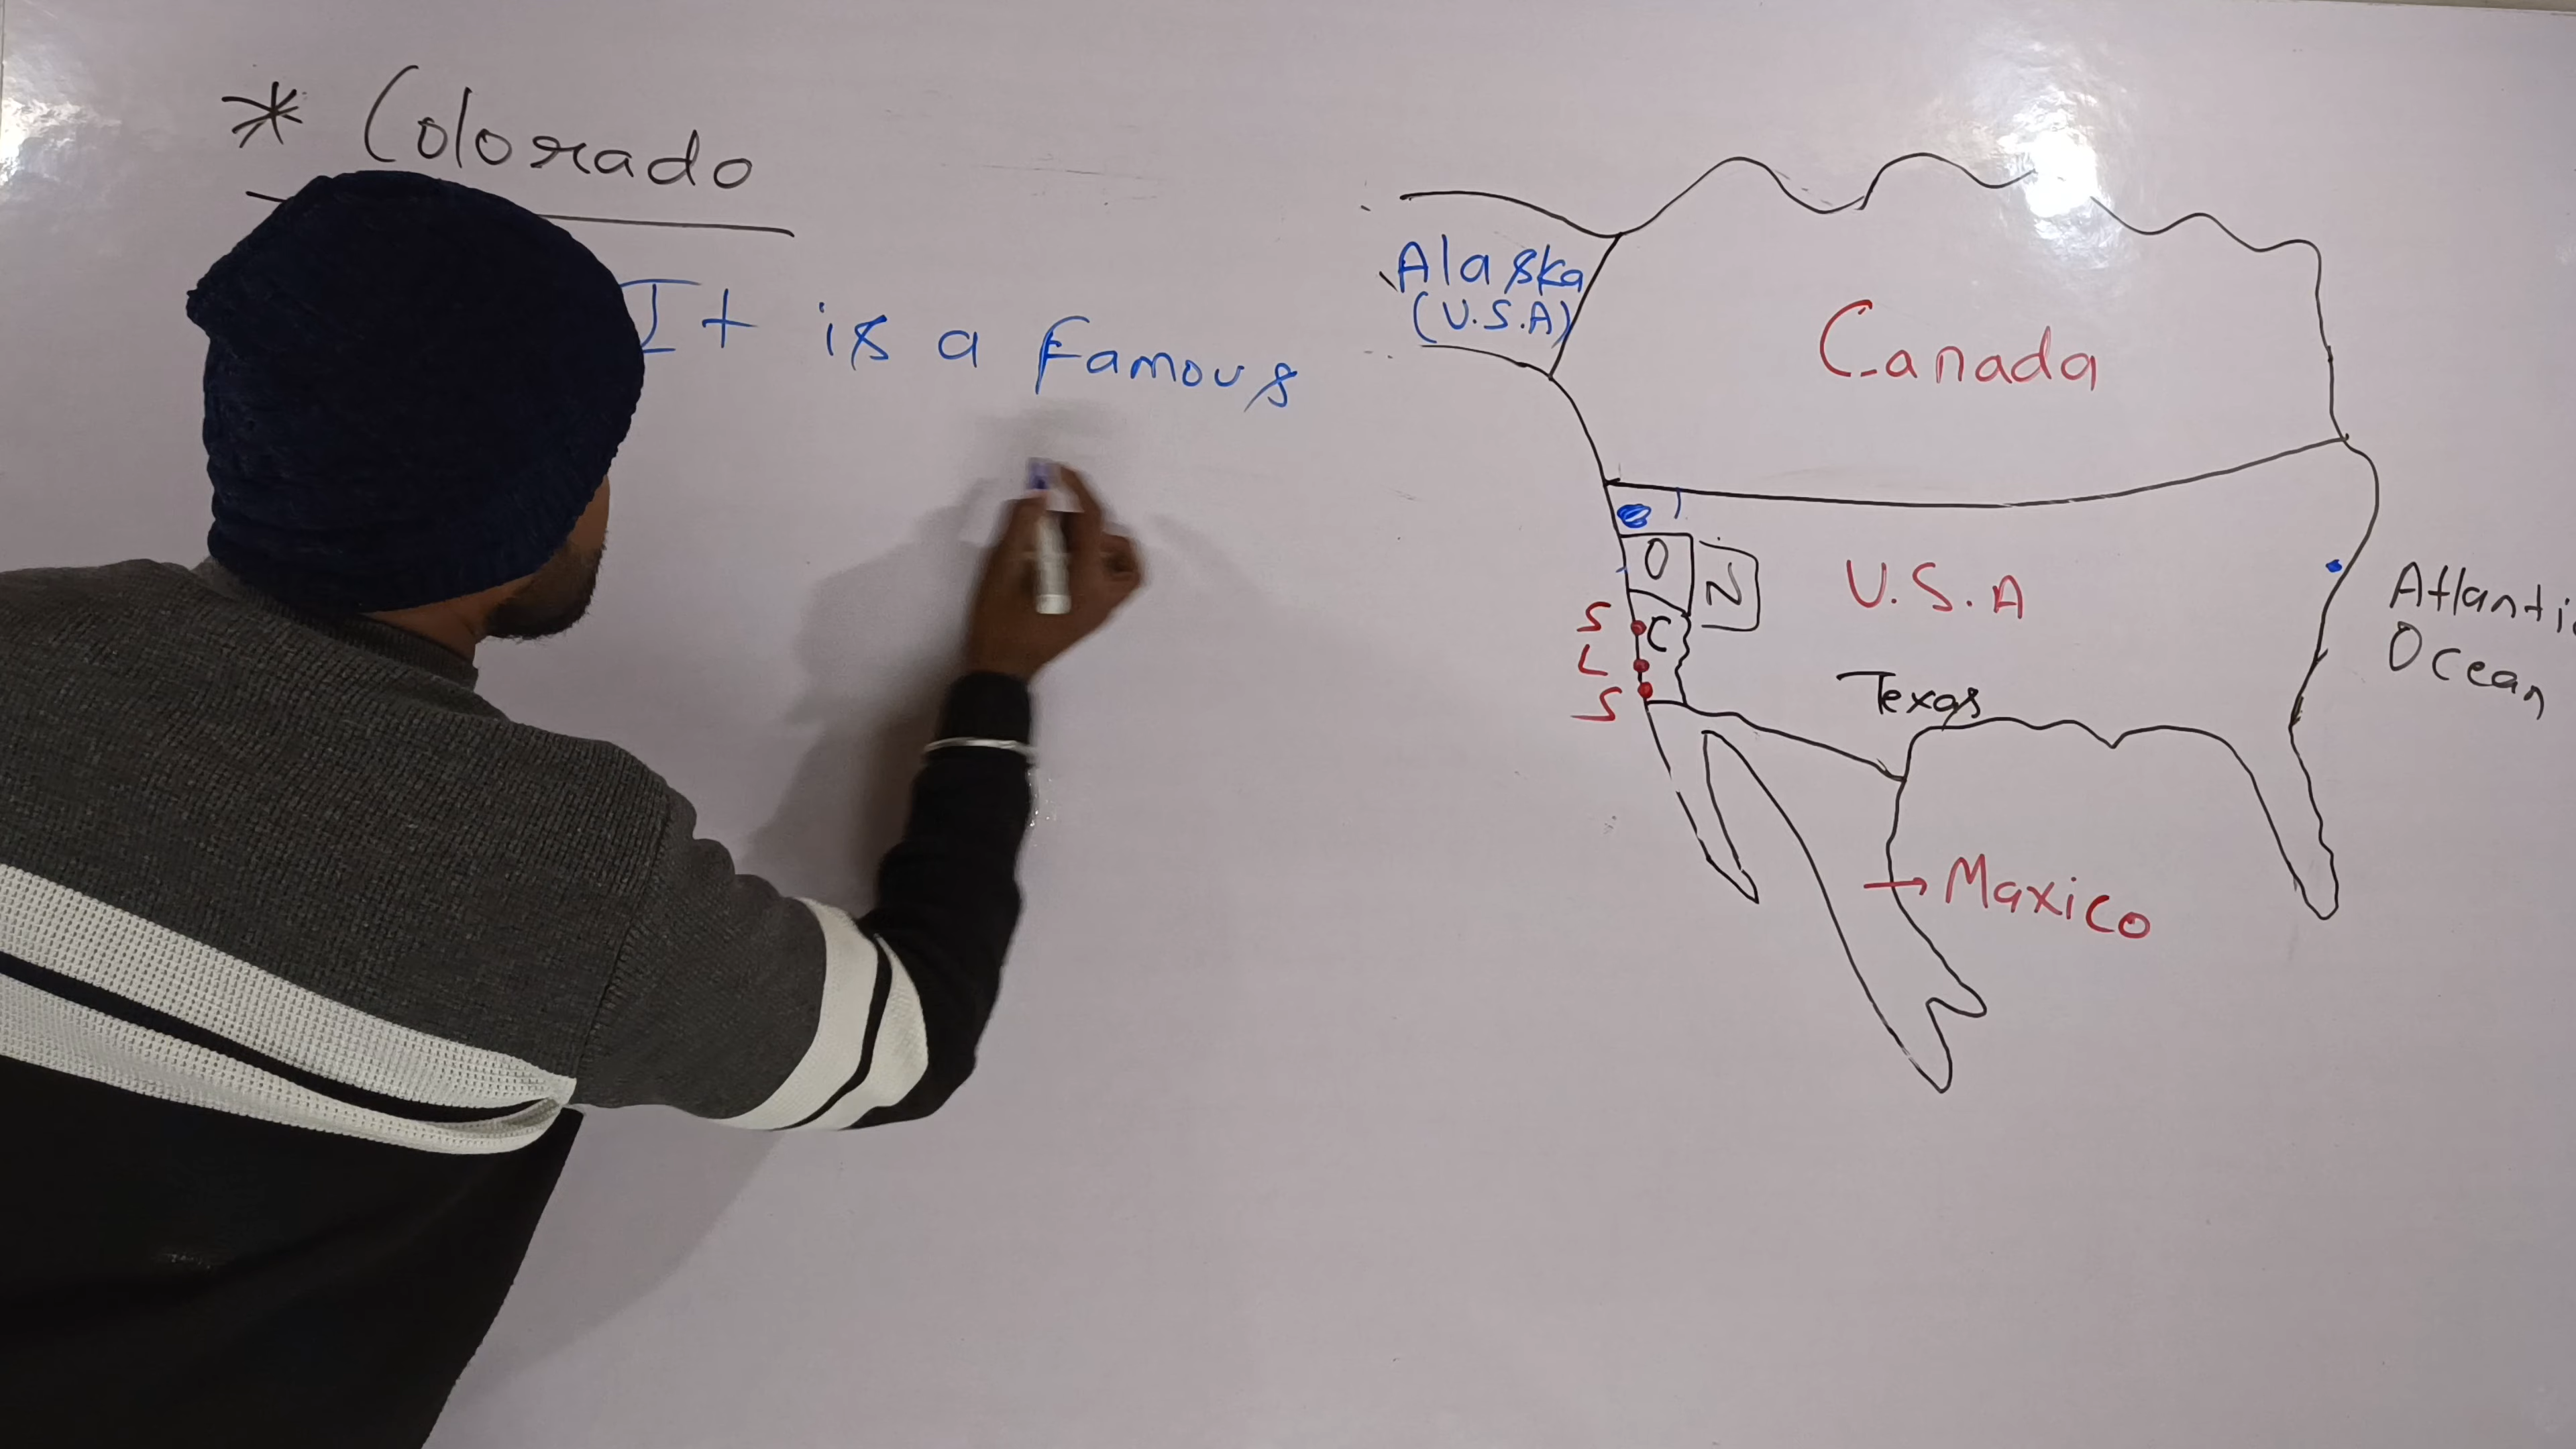 * Colorado
It is a Famous
Alaska
(U.S.A)
Canada
O
N
U.S.A
S
C
L
S
Texas
Atlanti
Ocean
Maxico